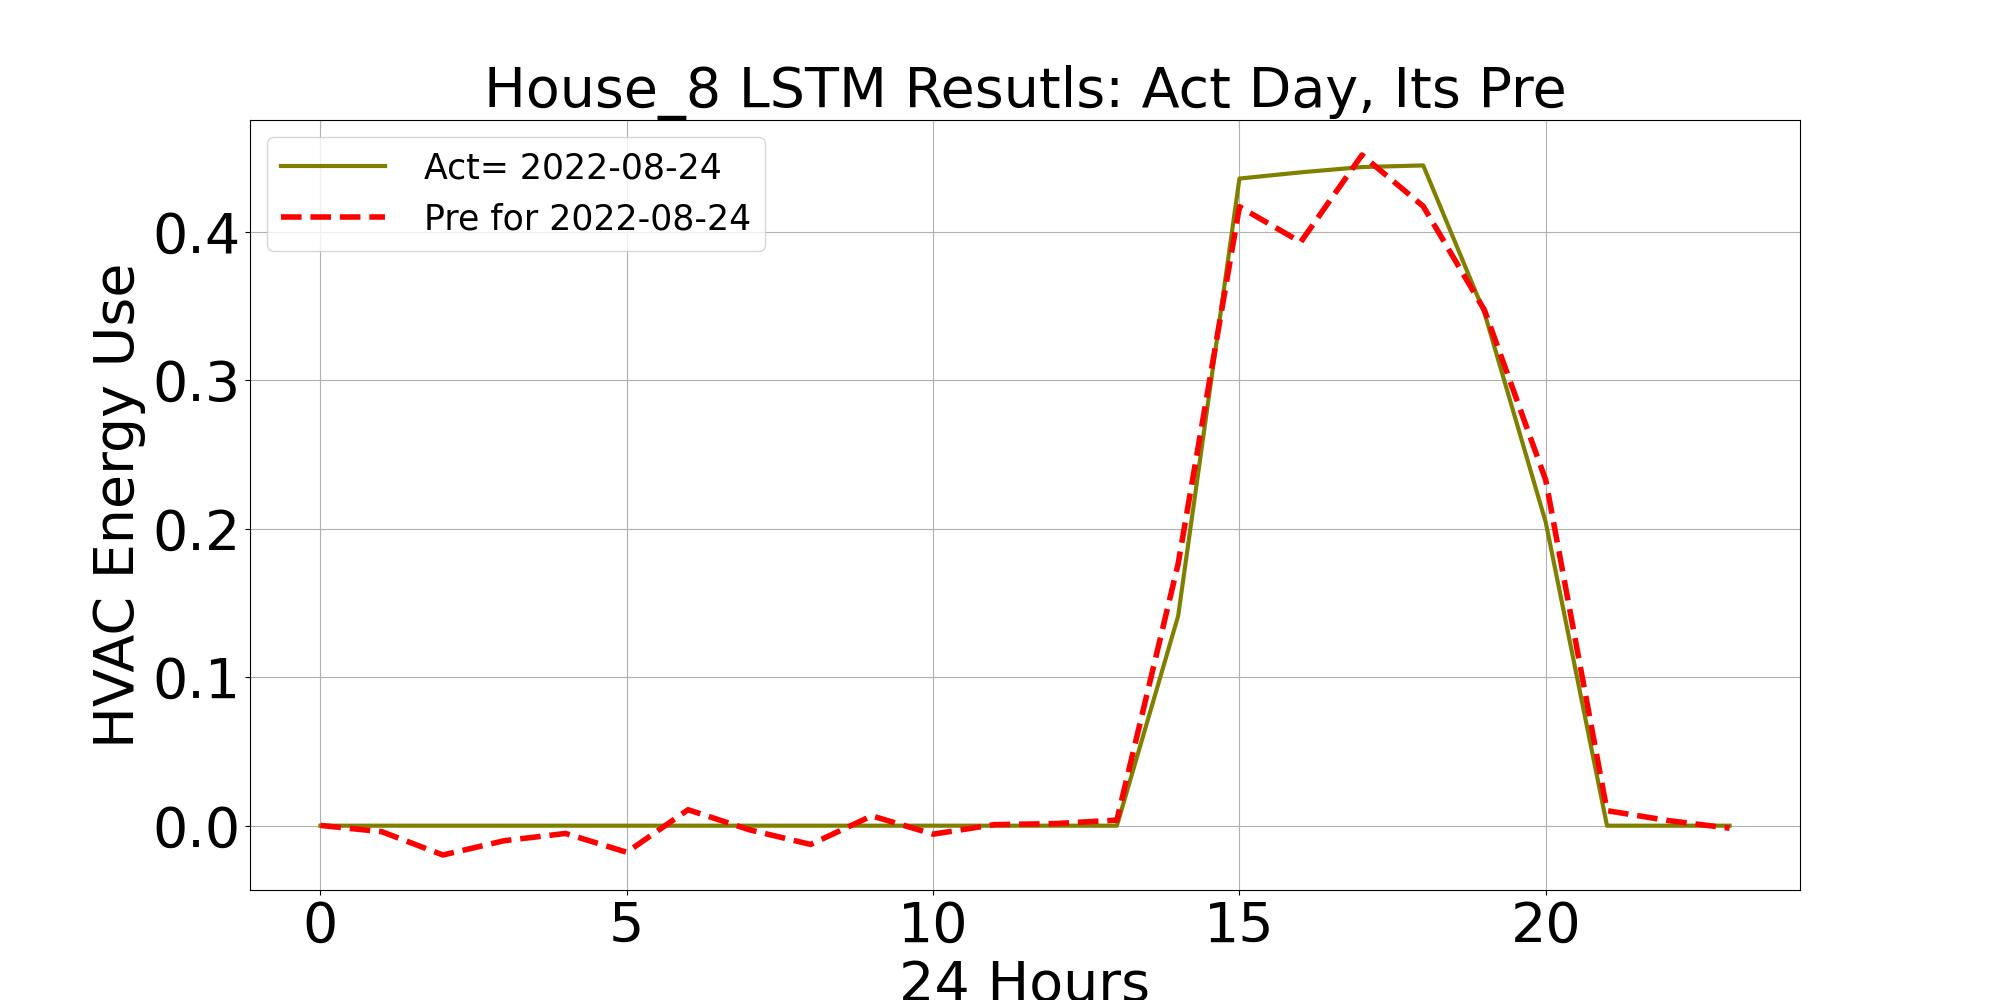 House_8 LSTM Resutls: Act Day, Its Pre
Act= 2022-08-24
Pre for 2022-08-24
HVAC Energy Use
0.4
0.3
0.2
0.1
0.0
0 5 10 15 20
24 Hours